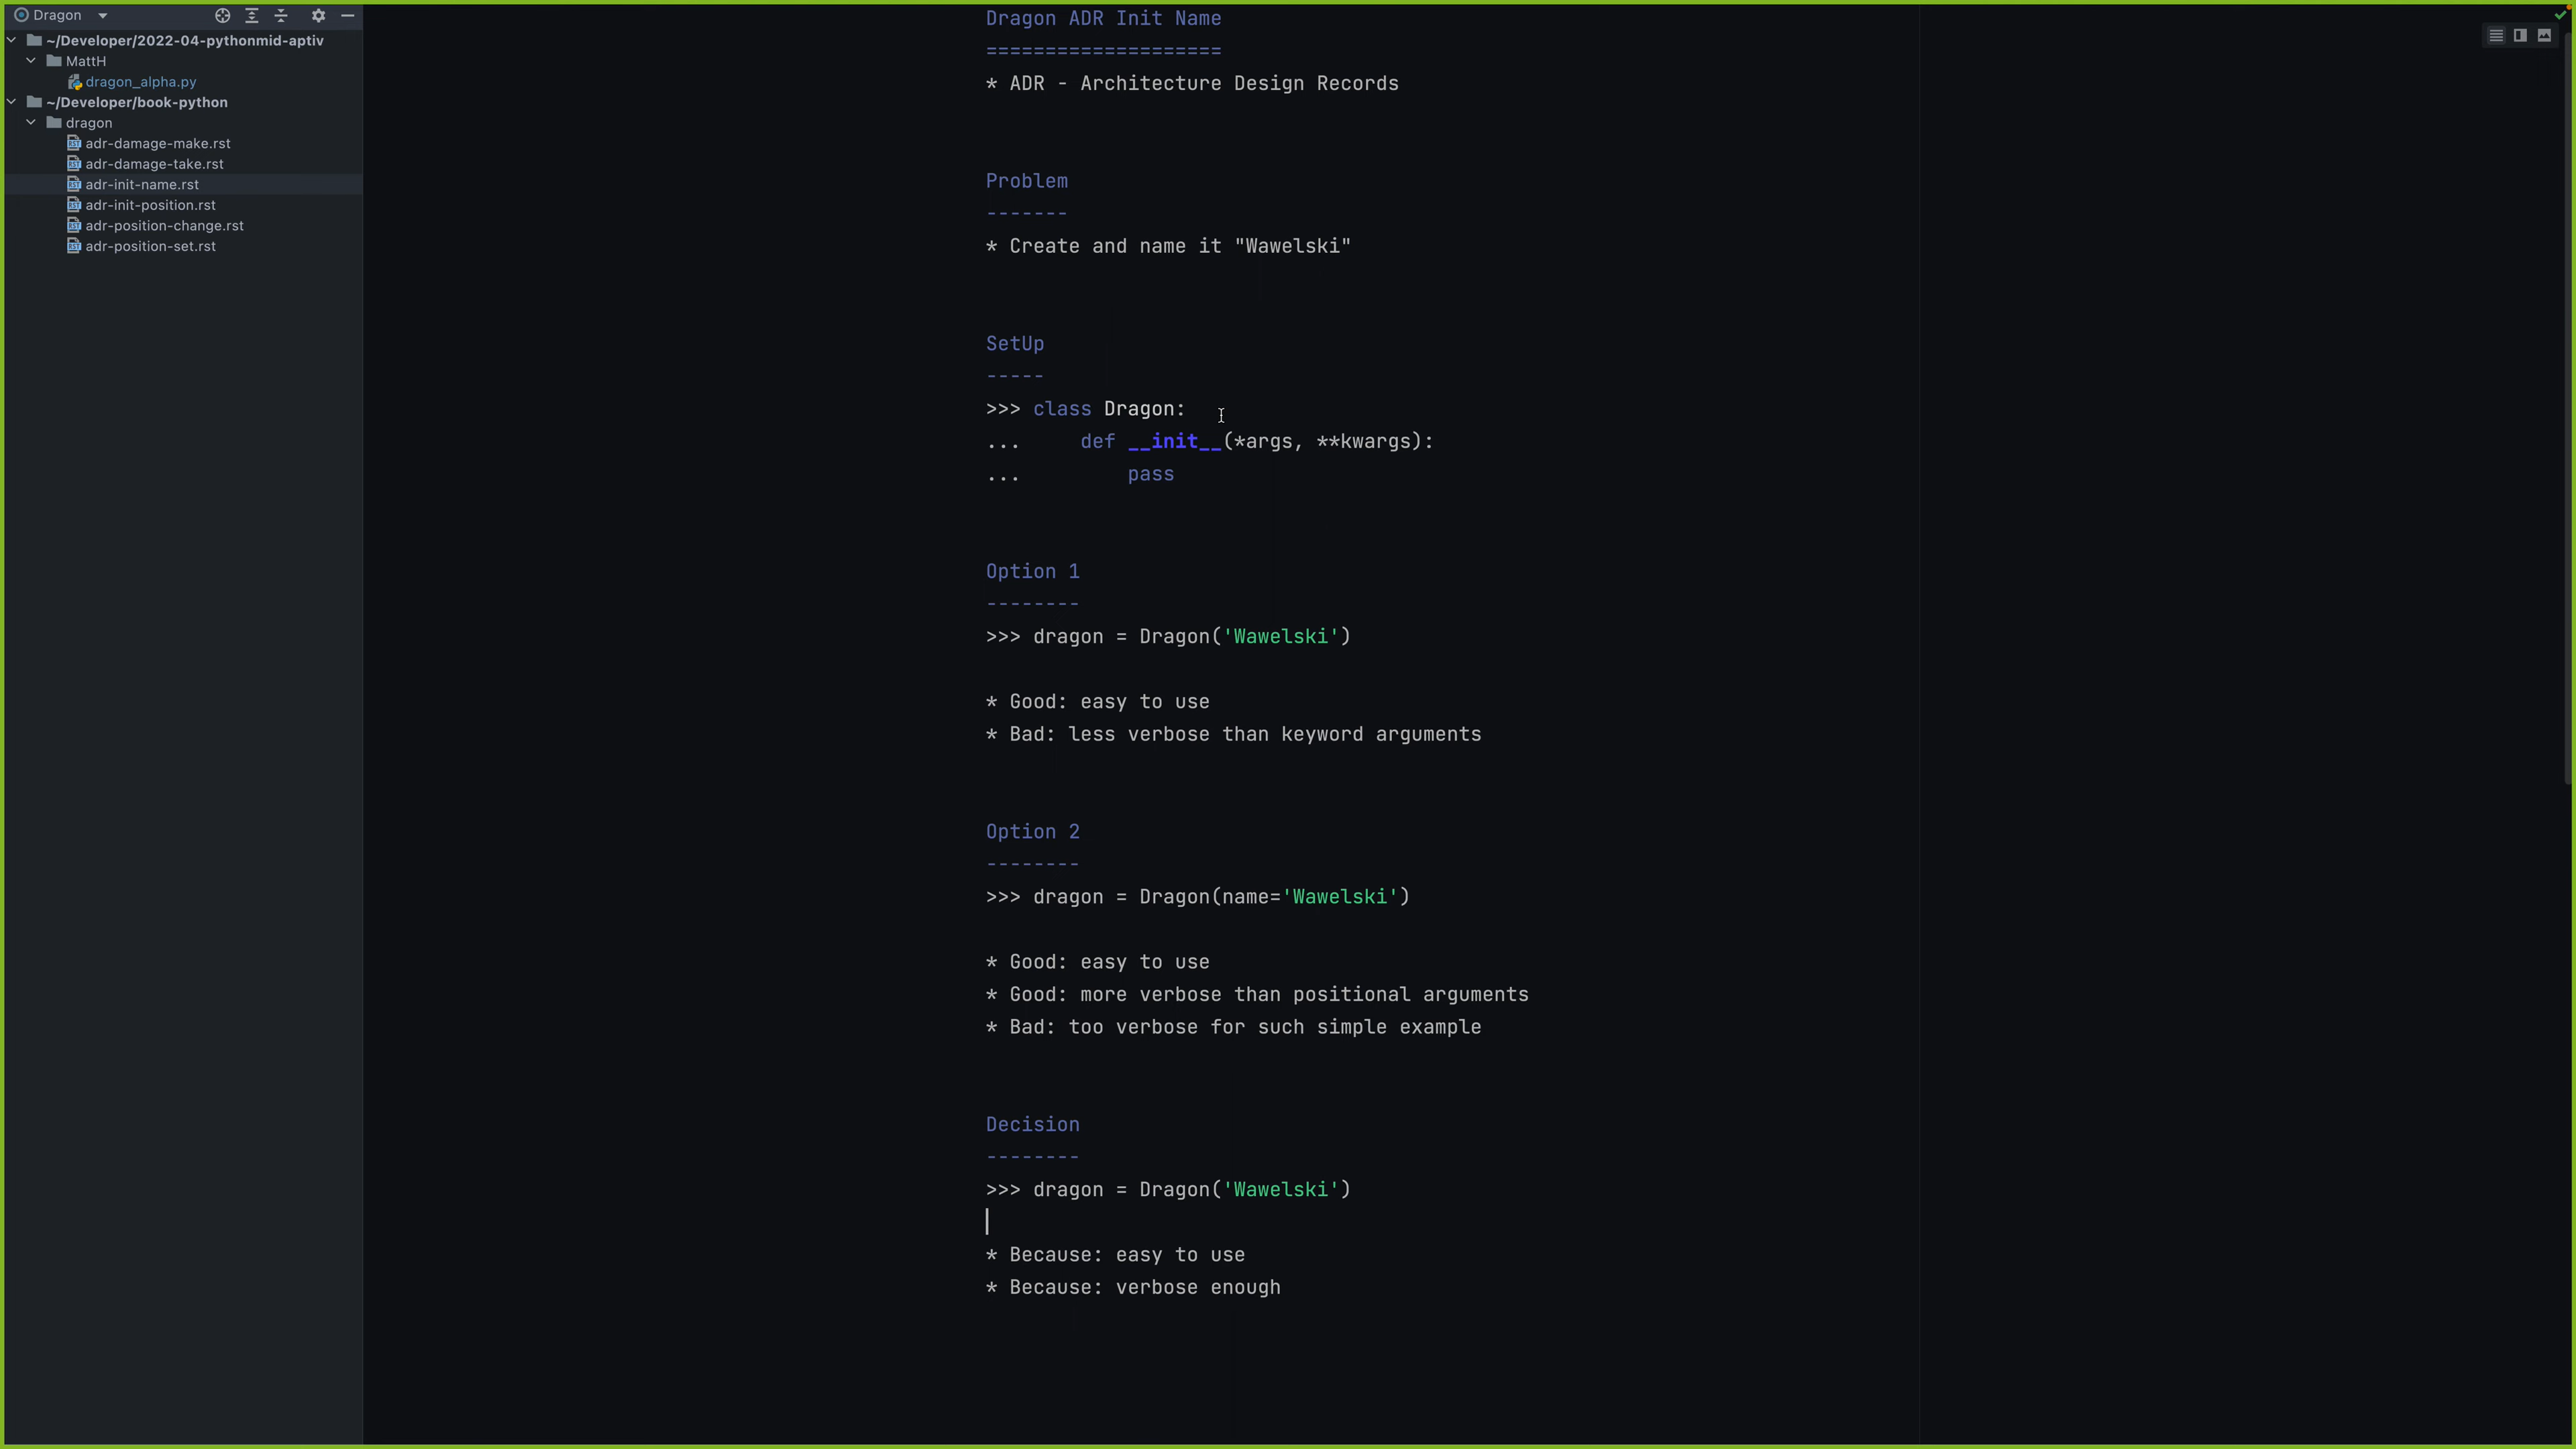 Dragon
~/Developer/2022-04-pythonmid-aptiv
MattH
dragon_alpha.py
~/Developer/book-python
dragon
adr-damage-make.rst
adr-damage-take.rst
adr-init-name.rst
adr-init-position.rst
adr-position-change.rst
adr-position-set.rst
Dragon ADR Init Name
====================
* ADR - Architecture Design Records
Problem
-------
* Create and name it "Wawelski"
SetUp
-----
>>> class Dragon:
...     def __init__(*args, **kwargs):
...         pass
Option 1
--------
>>> dragon = Dragon('Wawelski')
* Good: easy to use
* Bad: less verbose than keyword arguments
Option 2
--------
>>> dragon = Dragon(name='Wawelski')
* Good: easy to use
* Good: more verbose than positional arguments
* Bad: too verbose for such simple example
Decision
--------
>>> dragon = Dragon('Wawelski')
* Because: easy to use
* Because: verbose enough